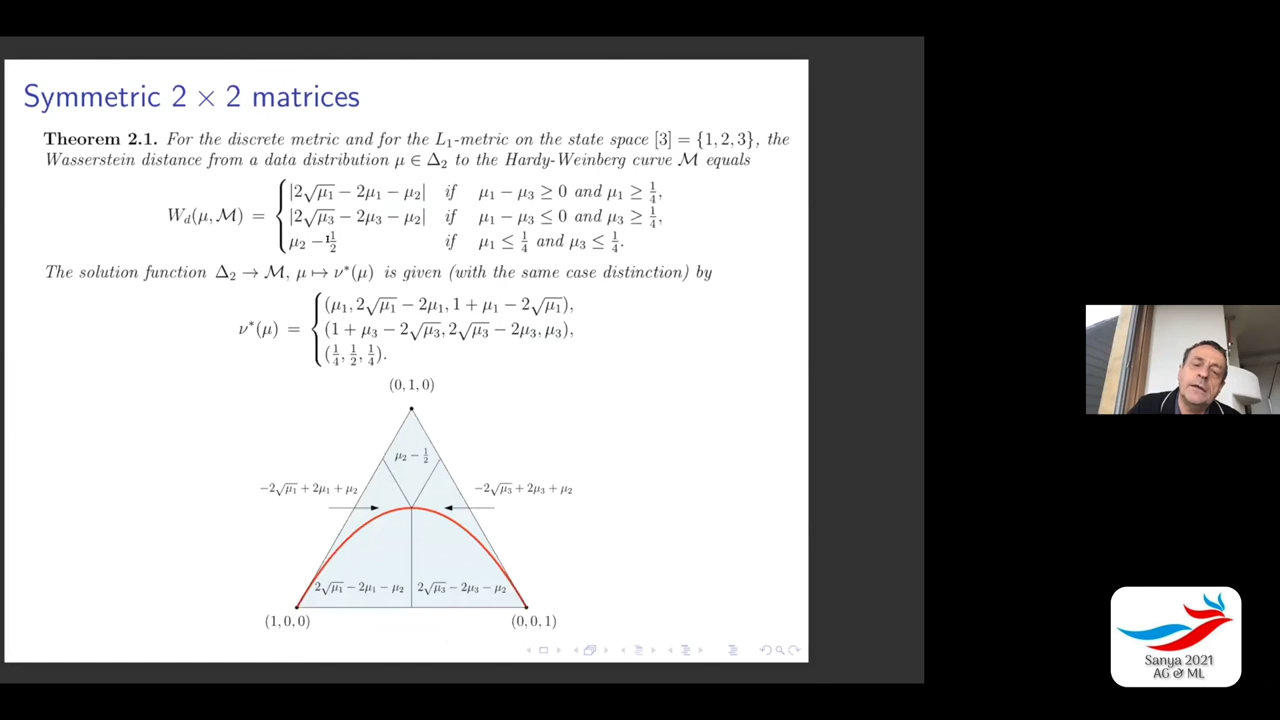 Symmetric 2 × 2 matrices
Theorem 2.1. For the discrete metric and for the L₁-metric on the state space [3] = {1, 2, 3}, the
Wasserstein distance from a data distribution μ ∈ Δ₂ to the Hardy-Weinberg curve M equals
W_d(μ, M) = { |2√μ₁ − 2μ₁ − μ₂| if μ₁ − μ₃ ≥ 0 and μ₁ ≥ 1/4,
|2√μ₃ − 2μ₃ − μ₂| if μ₁ − μ₃ ≤ 0 and μ₃ ≥ 1/4,
μ₂ − 1/2 if μ₁ ≤ 1/4 and μ₃ ≤ 1/4.
The solution function Δ₂ → M, μ ↦ ν*(μ) is given (with the same case distinction) by
ν*(μ) = { (μ₁, 2√μ₁ − 2μ₁, 1 + μ₁ − 2√μ₁),
(1 + μ₃ − 2√μ₃, 2√μ₃ − 2μ₃, μ₃),
(1/4, 1/2, 1/4).
(0, 1, 0)
μ₂ − 1/2
−2√μ₁ + 2μ₁ + μ₂
−2√μ₃ + 2μ₃ + μ₂
2√μ₁ − 2μ₁ − μ₂
2√μ₃ − 2μ₃ − μ₂
(1, 0, 0)
(0, 0, 1)
Sanya 2021
AG & ML